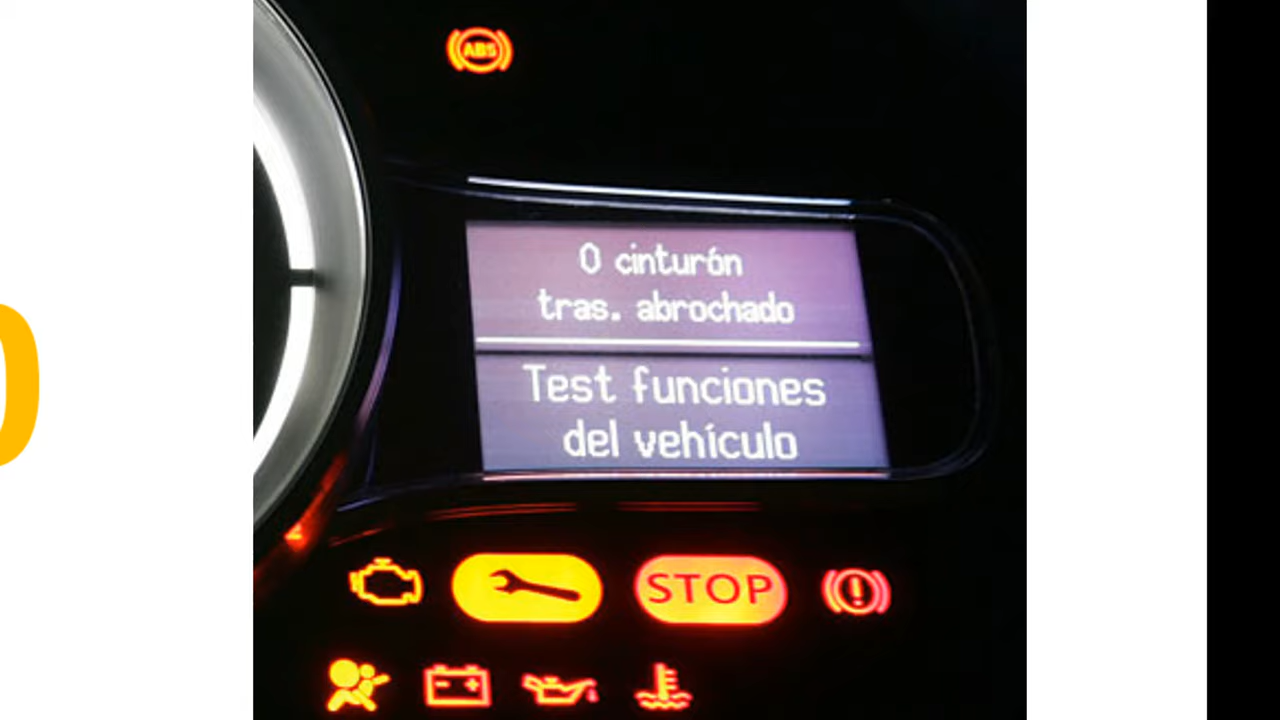 ABS
0 cinturón
tras. abrochado
Test funciones
del vehículo
STOP